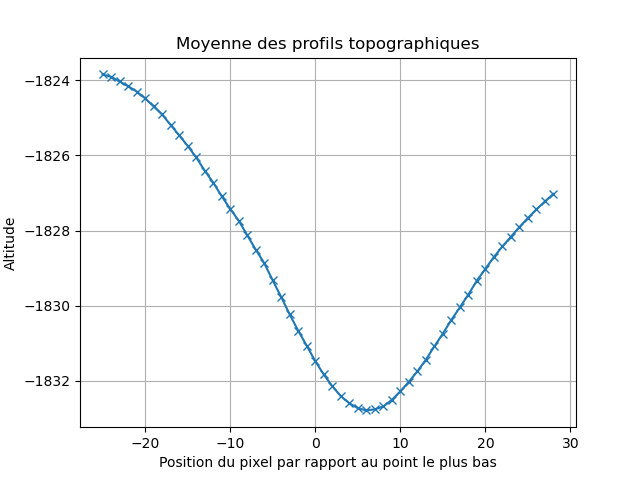 Moyenne des profils topographiques
−1824
−1826
−1828
−1830
−1832
Altitude
−20 −10 0 10 20 30
Position du pixel par rapport au point le plus bas